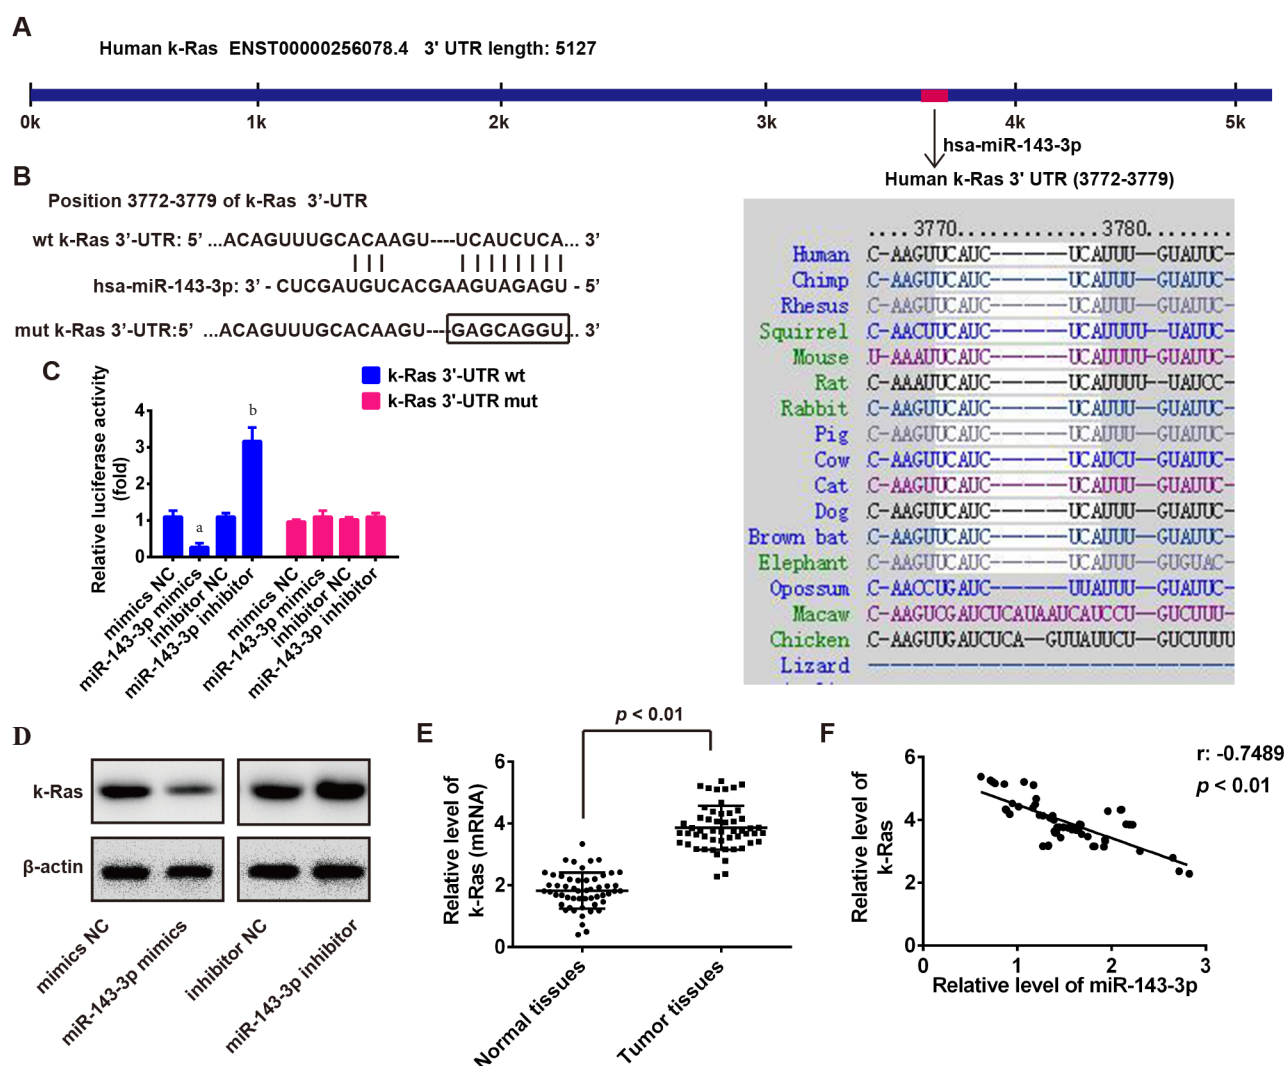 A
Human k-Ras ENST00000256078.4 3' UTR length: 5127
0k 1k 2k 3k 4k 5k
hsa-miR-143-3p
Human k-Ras 3' UTR (3772-3779)
B
Position 3772-3779 of k-Ras 3’-UTR
wt k-Ras 3’-UTR: 5’ ...ACAGUUUGCACAAGU----UCAUCUCA... 3’
hsa-miR-143-3p: 3’ - CUCGAUGUCACGAAGUAGAGU - 5’
mut k-Ras 3’-UTR:5’ ...ACAGUUUGCACAAGU---GAGCAGGU... 3’
....3770............3780........
Human C-AAGUUCAUC------UCAUUU--GUAUUC-
Chimp C-AAGUUCAUC------UCAUUU--GUAUUC-
Rhesus C-AAGUUCAUC------UCAUUU--GUAUUC-
Squirrel C-AACUUCAUC------UCAUUUU--UAUUC-
Mouse U-AAAUUCAUC------UCAUUUU-GUAUUC-
Rat C-AAAUUCAUC------UCAUUUU--UAUCC-
Rabbit C-AAGUUCAUC------UCAUUU--GUAUUC-
Pig C-AAGUUCAUC------UCAUUU--GUAUUC-
Cow C-AAGUUCAUC------UCAUCU--GUAUUC-
Cat C-AAGUUCAUC------UCAUUU--GUAUUC-
Dog C-AAGUUCAUC------UCAUUU--GUAUUC-
Brown bat C-AAGUUCAUC------UCAUUU--GUAUUC-
Elephant C-AAGUUCAUC------UCAUUU--GUGUAC-
Opossum C-AACCUGAUC------UUAUUU--GUAUUC-
Macaw C-AAGUCGAUCUCAUAAUCAUCCU--GUCUUU-
Chicken C-AAGUUGAUCUCA--GUUAUUCU--GUCUUUU
Lizard ----------------------------
C
k-Ras 3'-UTR wt
k-Ras 3'-UTR mut
Relative luciferase activity
(fold)
4
3
2
1
0
a
b
mimics NC
miR-143-3p mimics
inhibitor NC
miR-143-3p inhibitor
mimics NC
miR-143-3p mimics
inhibitor NC
miR-143-3p inhibitor
D
k-Ras
β-actin
mimics NC
miR-143-3p mimics
inhibitor NC
miR-143-3p inhibitor
E
p < 0.01
Relative level of
k-Ras (mRNA)
6
4
2
0
Normal tissues
Tumor tissues
F
r: -0.7489
p < 0.01
Relative level of
k-Ras
6
4
2
0
0 1 2 3
Relative level of miR-143-3p